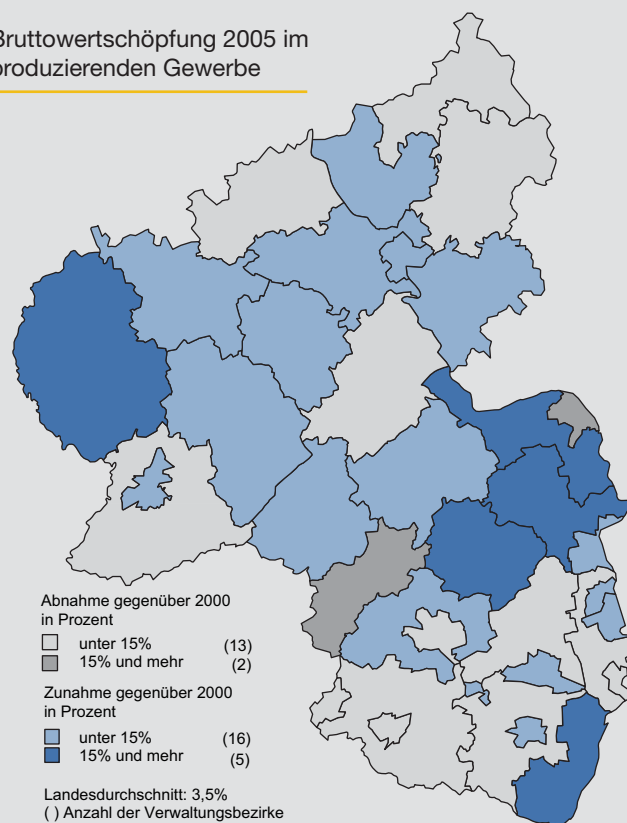 Bruttowertschöpfung 2005 im
produzierenden Gewerbe
Abnahme gegenüber 2000
in Prozent
unter 15% (13)
15% und mehr (2)
Zunahme gegenüber 2000
in Prozent
unter 15% (16)
15% und mehr (5)
Landesdurchschnitt: 3,5%
( ) Anzahl der Verwaltungsbezirke